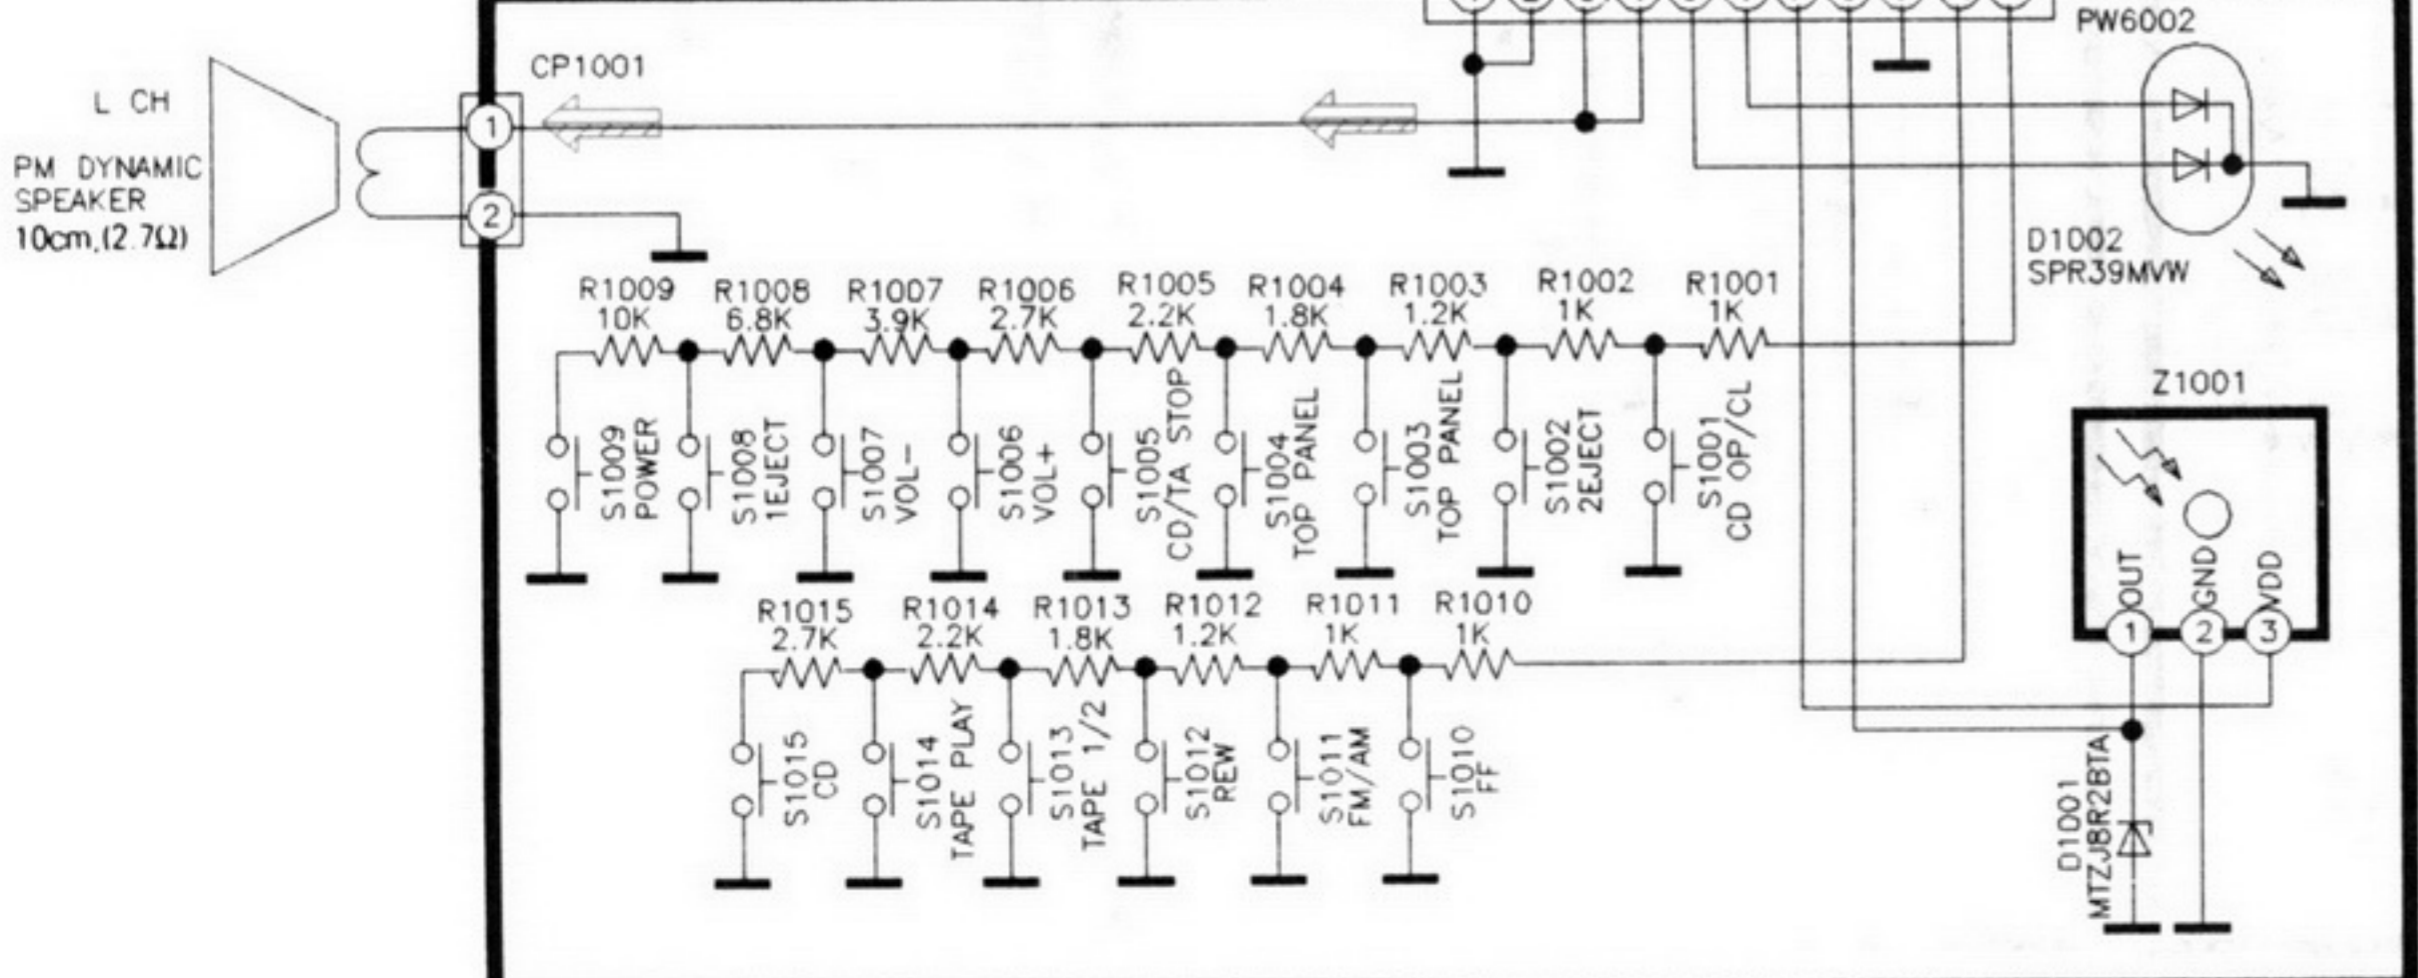 PW6002
CP1001
L CH
1
PM DYNAMIC
SPEAKER
10cm,(2.7Ω)
2
D1002
SPR39MVW
R1009
10K
R1008
6.8K
R1007
3.9K
R1006
2.7K
R1005
2.2K
R1004
1.8K
R1003
1.2K
R1002
1K
R1001
1K
S1009
POWER
S1008
1EJECT
S1007
VOL-
S1006
VOL+
S1005
CD/TA STOP
S1004
TOP PANEL
S1003
TOP PANEL
S1002
2EJECT
S1001
CD OP/CL
Z1001
OUT
GND
VDD
1
2
3
R1015
2.7K
R1014
2.2K
R1013
1.8K
R1012
1.2K
R1011
1K
R1010
1K
S1015
CD
S1014
TAPE PLAY
S1013
TAPE 1/2
S1012
REW
S1011
FM/AM
S1010
FF
D1001
MTZJ8R2BTA